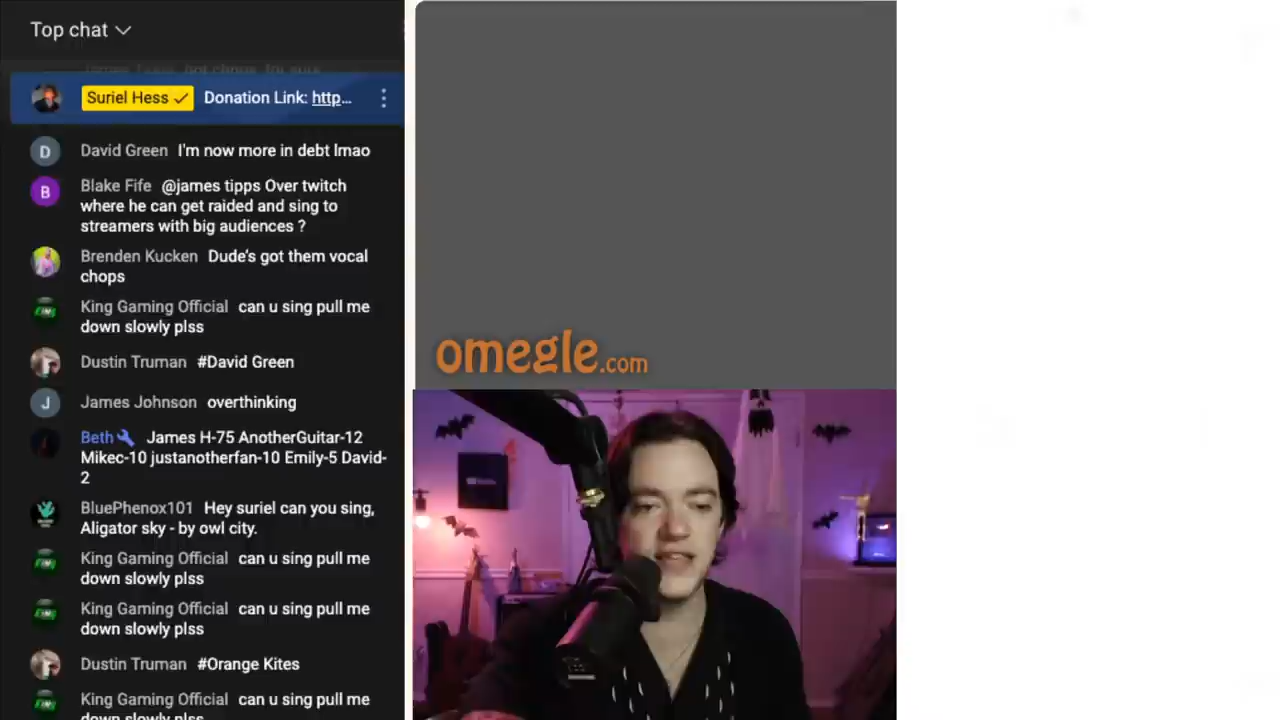 Top chat
Suriel Hess Donation Link: http...
David Green I'm now more in debt lmao
Blake Fife @james tipps Over twitch
where he can get raided and sing to
streamers with big audiences ?
Brenden Kucken Dude's got them vocal
chops
King Gaming Official can u sing pull me
down slowly plss
Dustin Truman #David Green
James Johnson overthinking
Beth James H-75 AnotherGuitar-12
Mikec-10 justanotherfan-10 Emily-5 David-
2
BluePhenox101 Hey suriel can you sing,
Aligator sky - by owl city.
King Gaming Official can u sing pull me
down slowly plss
King Gaming Official can u sing pull me
down slowly plss
Dustin Truman #Orange Kites
King Gaming Official can u sing pull me
down slowly plss
omegle.com